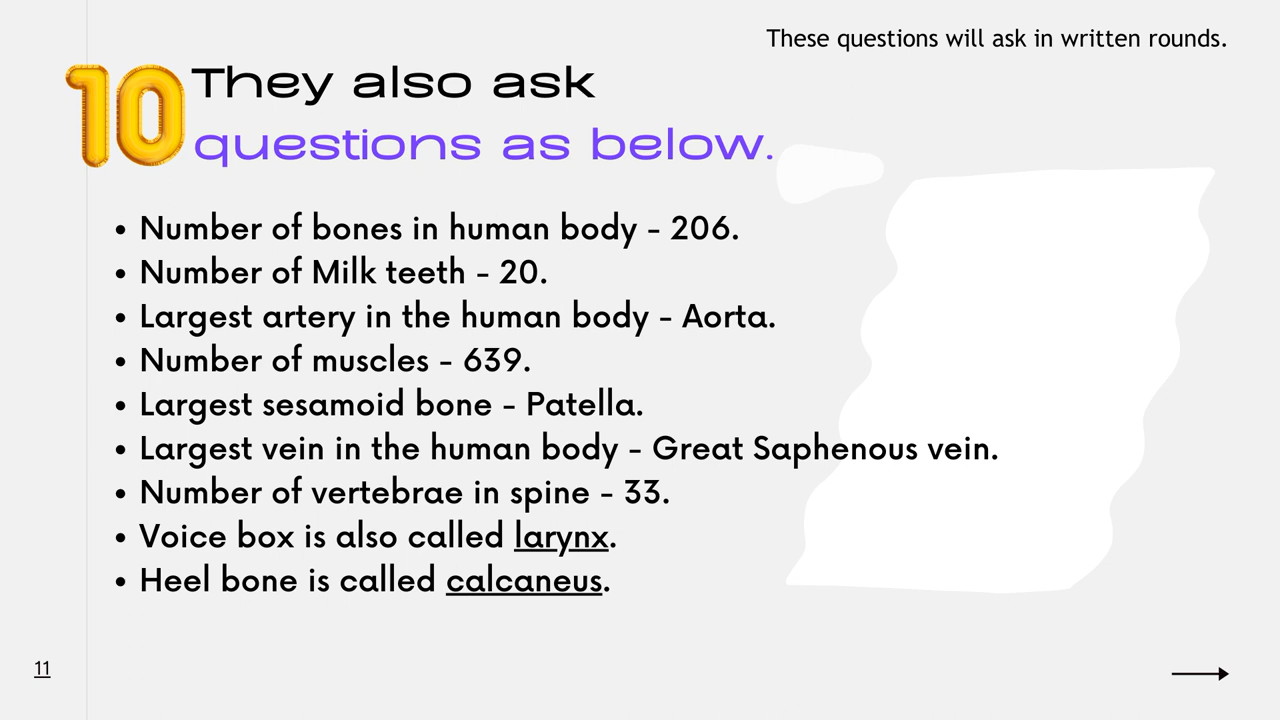 These questions will ask in written rounds.
10
They also ask
questions as below.
• Number of bones in human body - 206.
• Number of Milk teeth - 20.
• Largest artery in the human body - Aorta.
• Number of muscles - 639.
• Largest sesamoid bone - Patella.
• Largest vein in the human body - Great Saphenous vein.
• Number of vertebrae in spine - 33.
• Voice box is also called larynx.
• Heel bone is called calcaneus.
11